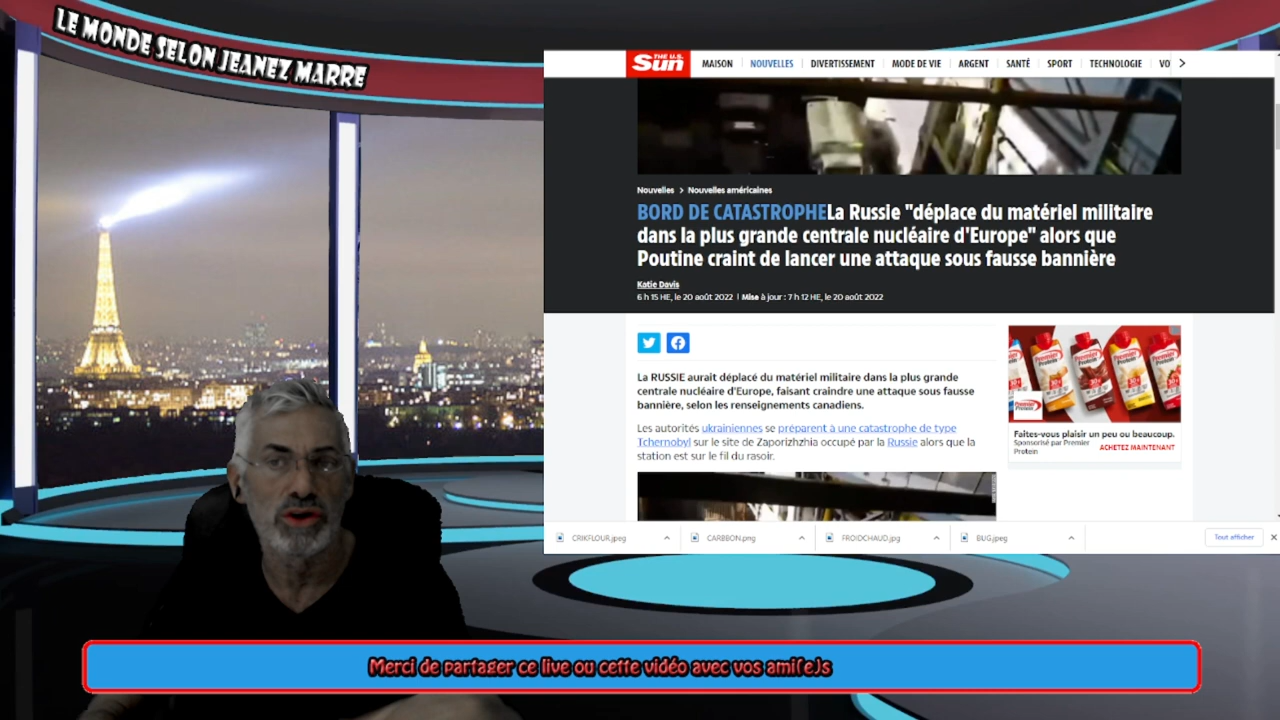 LE MONDE SELON JEANEZ MARRE
THE U.S. Sun
MAISON NOUVELLES DIVERTISSEMENT MODE DE VIE ARGENT SANTÉ SPORT TECHNOLOGIE VO
Nouvelles > Nouvelles américaines
BORD DE CATASTROPHELa Russie "déplace du matériel militaire
dans la plus grande centrale nucléaire d'Europe" alors que
Poutine craint de lancer une attaque sous fausse bannière
Katie Davis
6 h 15 HE, le 20 août 2022 | Mise à jour : 7 h 12 HE, le 20 août 2022
La RUSSIE aurait déplacé du matériel militaire dans la plus grande
centrale nucléaire d'Europe, faisant craindre une attaque sous fausse
bannière, selon les renseignements canadiens.
Les autorités ukrainiennes se préparent à une catastrophe de type
Tchernobyl sur le site de Zaporizhzhia occupé par la Russie alors que la
station est sur le fil du rasoir.
Premier Protein
Faites-vous plaisir un peu ou beaucoup.
Sponsorisé par Premier
Protein
ACHETEZ MAINTENANT
CRIKFLOUR.jpeg
CARBBON.png
FROIDCHAUD.jpg
BUG.jpeg
Tout afficher
Merci de partager ce live ou cette vidéo avec vos ami(e)s